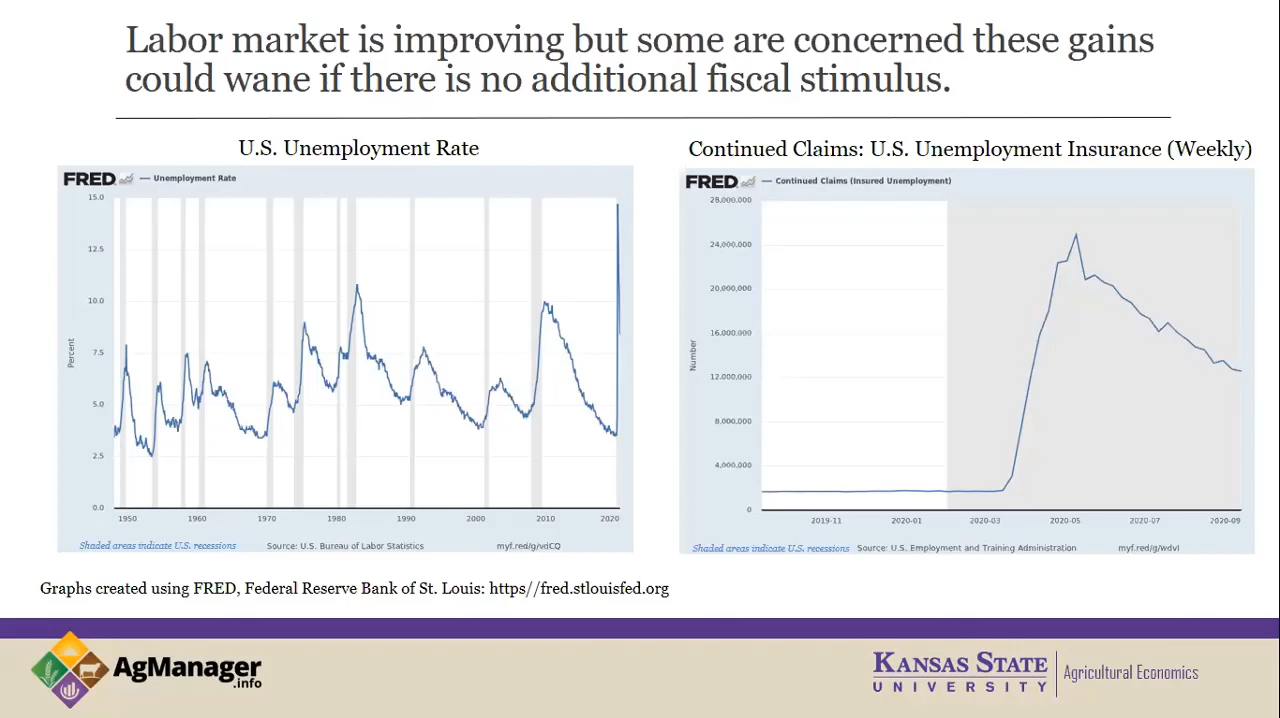 Labor market is improving but some are concerned these gains
could wane if there is no additional fiscal stimulus.
U.S. Unemployment Rate
FRED — Unemployment Rate
15.0
12.5
10.0
7.5
5.0
2.5
0.0
Percent
1950 1960 1970 1980 1990 2000 2010 2020
Shaded areas indicate U.S. recessions Source: U.S. Bureau of Labor Statistics myf.red/g/vdCQ
Continued Claims: U.S. Unemployment Insurance (Weekly)
FRED — Continued Claims (Insured Unemployment)
28,000,000
24,000,000
20,000,000
16,000,000
12,000,000
8,000,000
4,000,000
0
Number
2019-11 2020-01 2020-03 2020-05 2020-07 2020-09
Shaded areas indicate U.S. recessions Source: U.S. Employment and Training Administration myf.red/g/wdvI
Graphs created using FRED, Federal Reserve Bank of St. Louis: https//fred.stlouisfed.org
AgManager
.info
KANSAS STATE
UNIVERSITY
Agricultural Economics